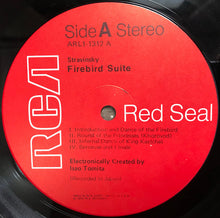 Side A Stereo
ARL1-1312 A
Stravinsky
Firebird Suite
RCA
Red Seal
I. Introduction and Dance of the Firebird
II. Round of the Princesses (Khorovod)
III. Infernal Dance of King Kastchei
IV. Berceuse and Finale
Electronically Created by
Isao Tomita